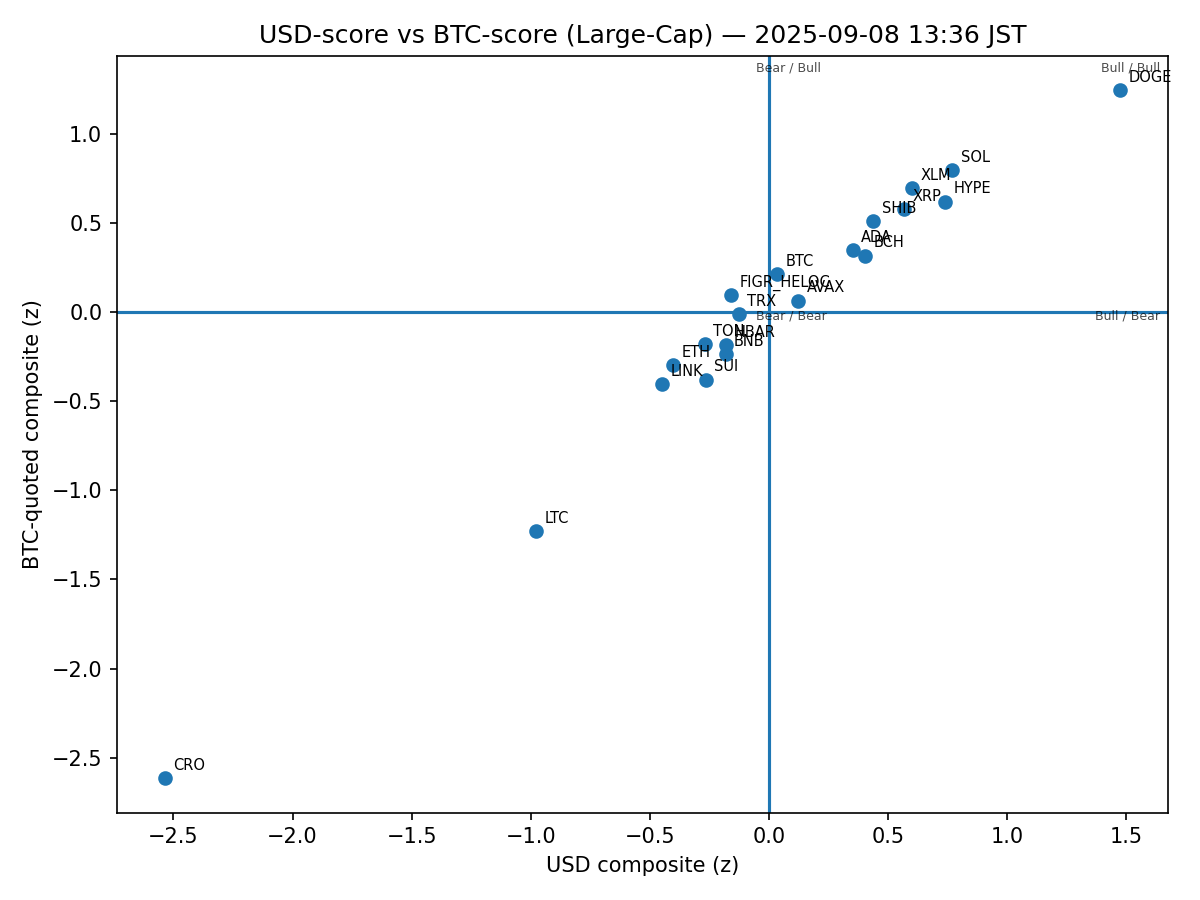 USD-score vs BTC-score (Large-Cap) — 2025-09-08 13:36 JST
Bear / Bull
Bull / Bull
DOGE
SOL
XLM
HYPE
XRP
SHIB
ADA
BCH
BTC
FIGR_HELOC
AVAX
TRX
Bear / Bear
Bull / Bear
TON
HBAR
BNB
ETH
SUI
LINK
LTC
CRO
1.0
0.5
0.0
−0.5
−1.0
−1.5
−2.0
−2.5
BTC-quoted composite (z)
−2.5
−2.0
−1.5
−1.0
−0.5
0.0
0.5
1.0
1.5
USD composite (z)